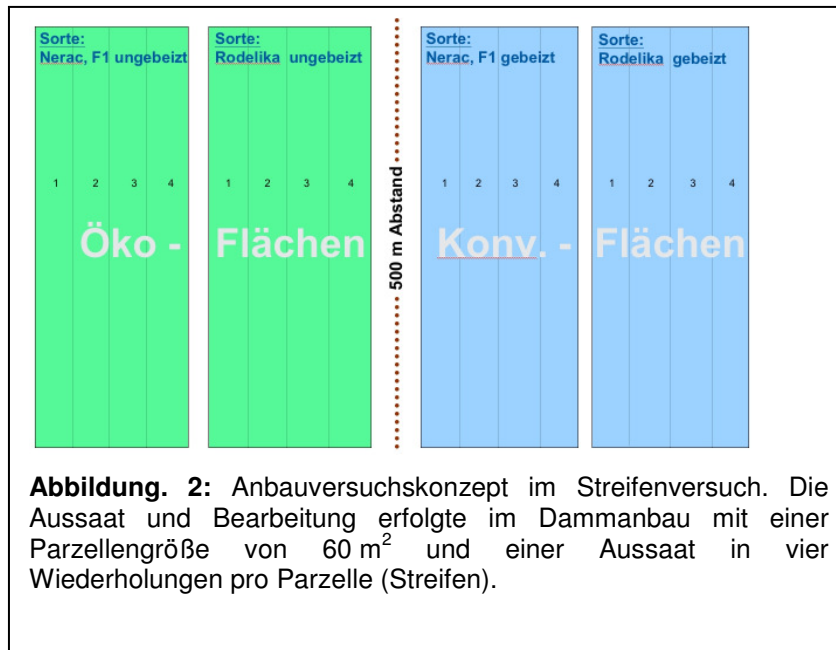 Sorte:
Nerac, F1 ungebeizt
Sorte:
Rodelika ungebeizt
500 m Abstand
Sorte:
Nerac, F1 gebeizt
Sorte:
Rodelika gebeizt
1 2 3 4
1 2 3 4
1 2 3 4
1 2 3 4
Öko - Flächen
Konv. - Flächen
Abbildung. 2: Anbauversuchskonzept im Streifenversuch. Die
Aussaat und Bearbeitung erfolgte im Dammanbau mit einer
Parzellengröße von 60 m² und einer Aussaat in vier
Wiederholungen pro Parzelle (Streifen).